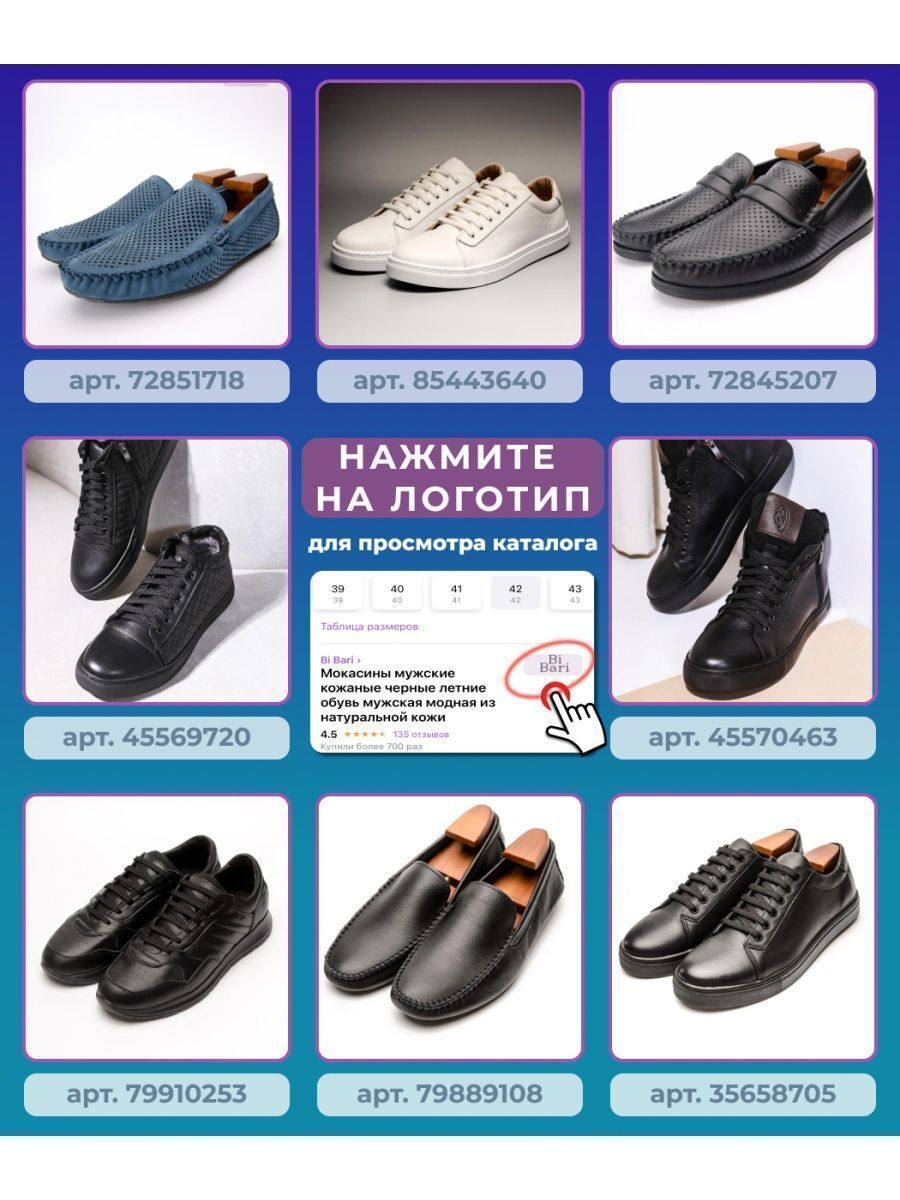 арт. 72851718
арт. 85443640
арт. 72845207
НАЖМИТЕ
НА ЛОГОТИП
для просмотра каталога
39 40 41 42 43
39 40 41 42 43
Таблица размеров
Bi Bari ›
Bi
Bari
Мокасины мужские
кожаные черные летние
обувь мужская модная из
натуральной кожи
4.5 ★★★★★ 135 отзывов
Купили более 700 раз
арт. 45569720
арт. 45570463
арт. 79910253
арт. 79889108
арт. 35658705